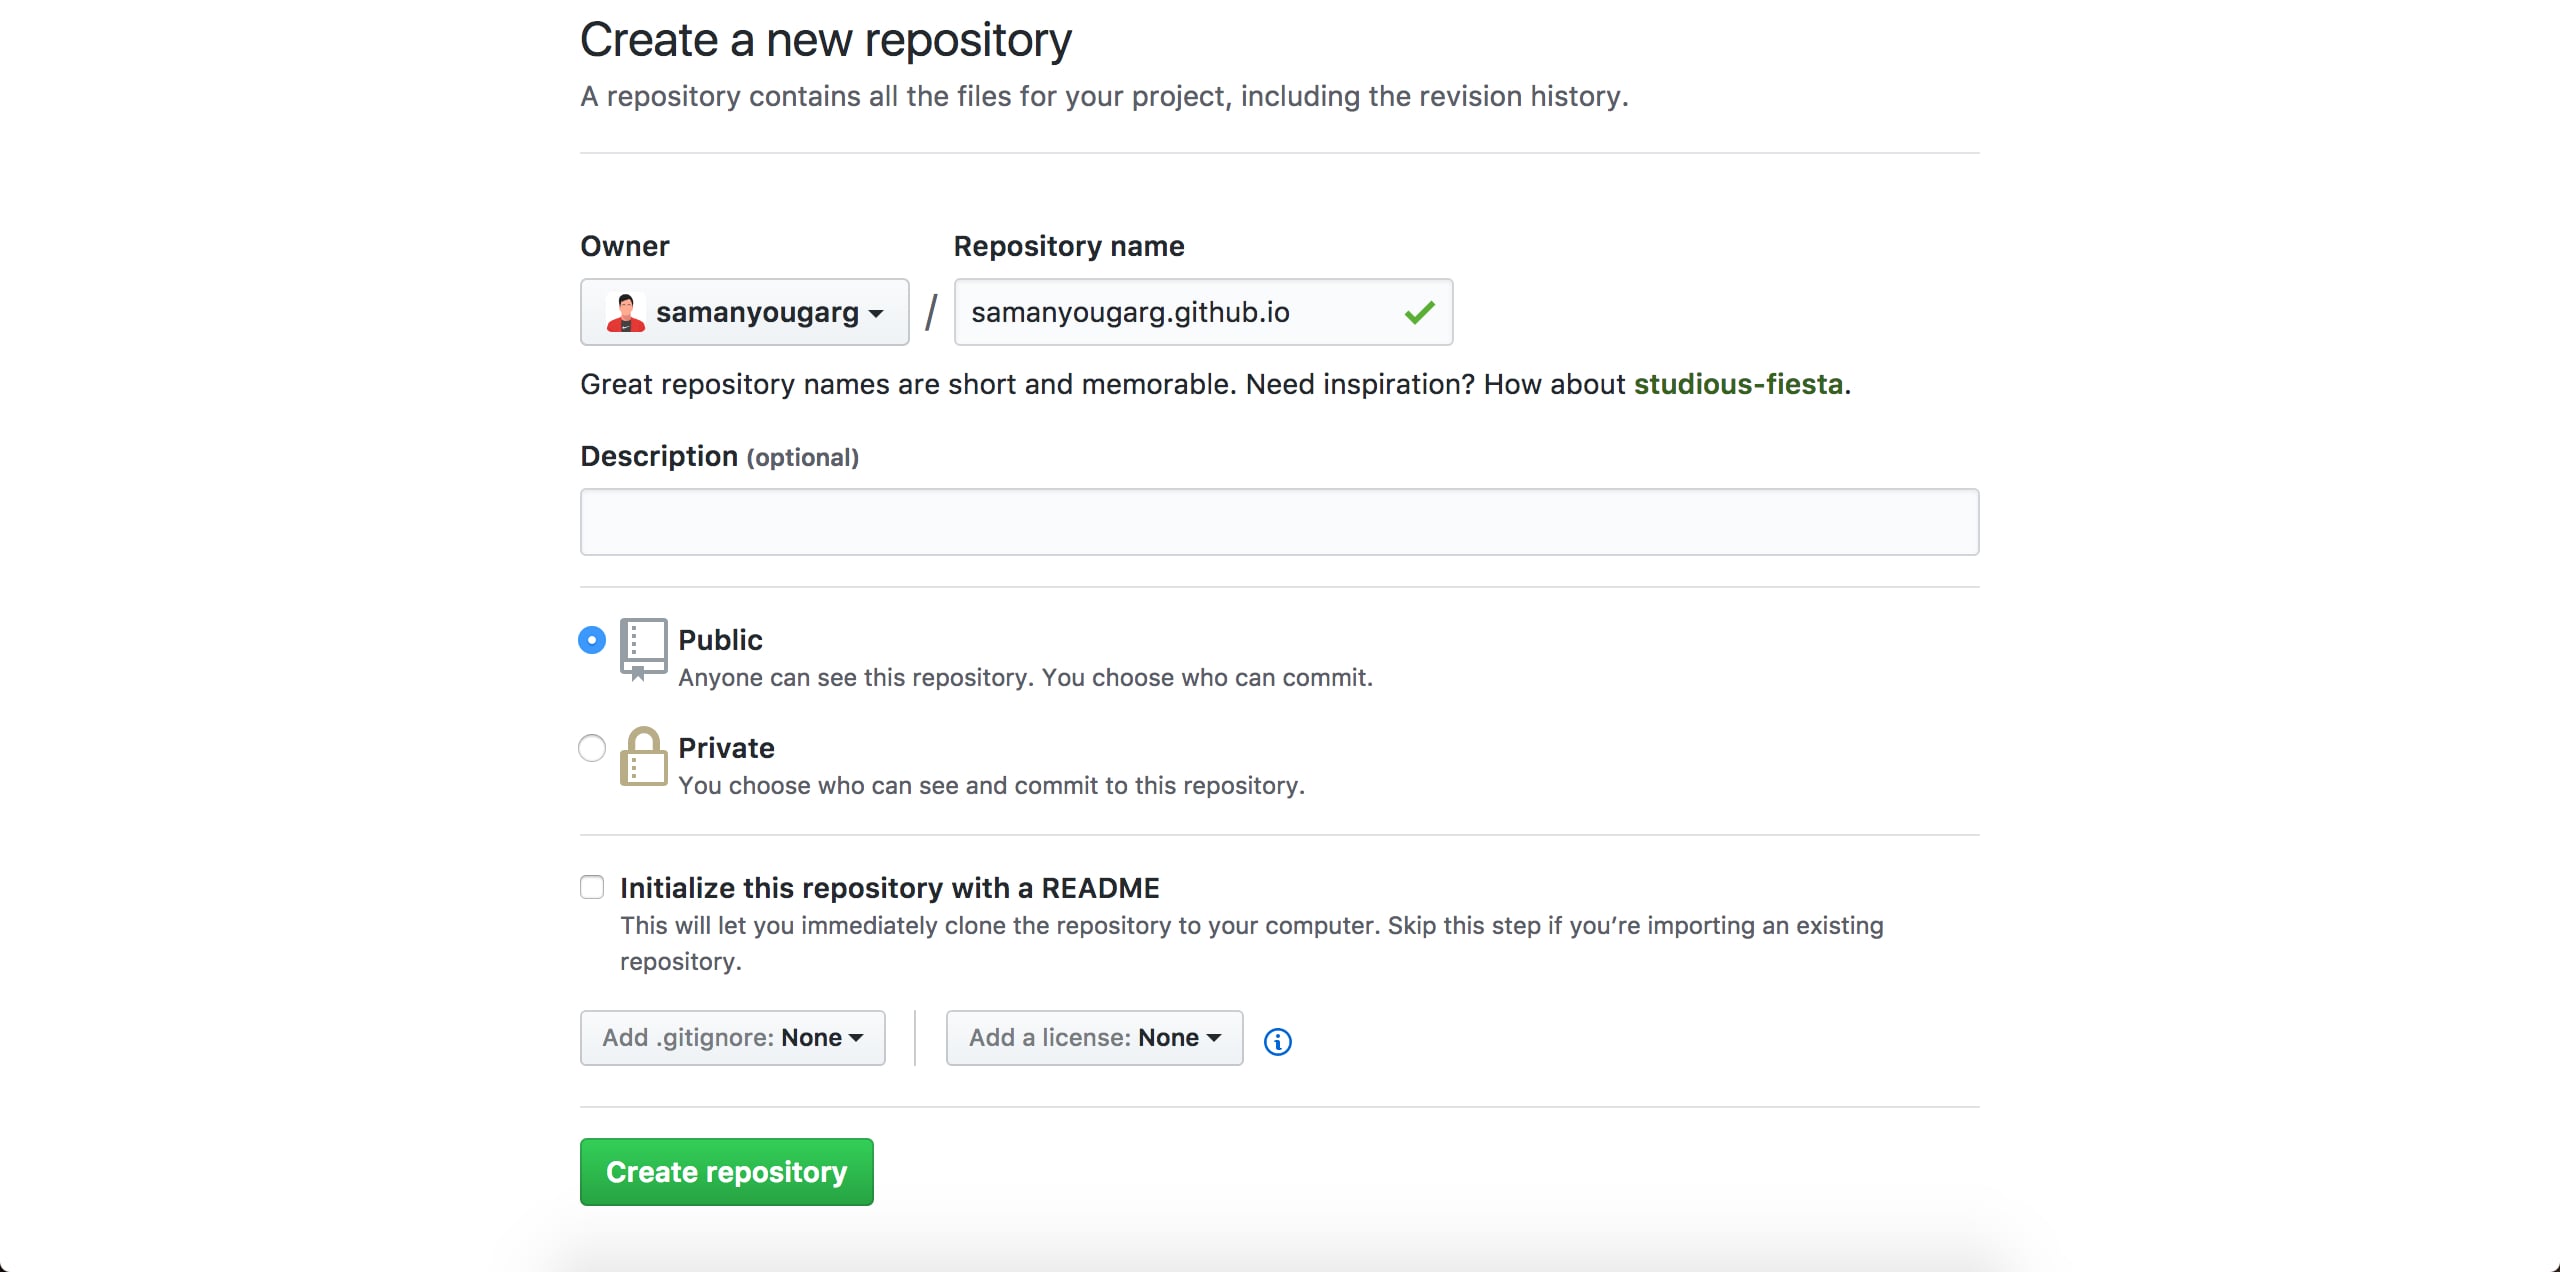 Create a new repository
A repository contains all the files for your project, including the revision history.
Owner
Repository name
samanyougarg / samanyougarg.github.io
Great repository names are short and memorable. Need inspiration? How about studious-fiesta.
Description (optional)
Public
Anyone can see this repository. You choose who can commit.
Private
You choose who can see and commit to this repository.
Initialize this repository with a README
This will let you immediately clone the repository to your computer. Skip this step if you’re importing an existing
repository.
Add .gitignore: None
Add a license: None
Create repository